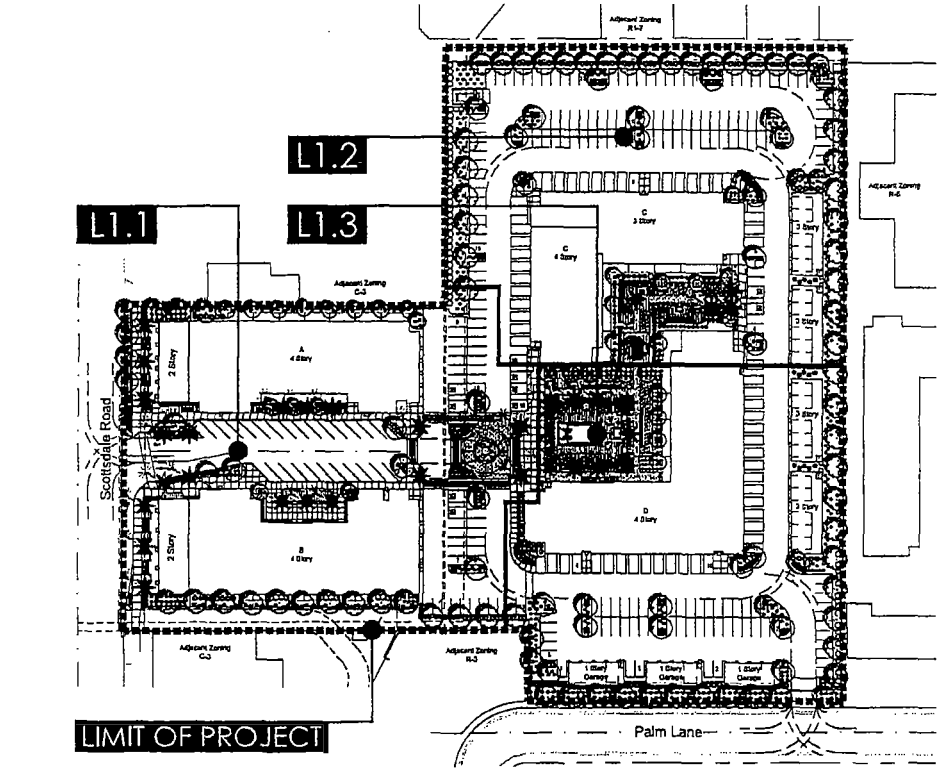 Adjacent Zoning
R1-7
L1.2
Adjacent Zoning
R-5
L1.1
L1.3
C
3 Story
3 Story
C
4 Story
Adjacent Zoning
C-3
A
4 Story
2 Story
3 Story
3 Story
Scottsdale Road
2 Story
B
4 Story
D
4 Story
3 Story
Adjacent Zoning
C-3
Adjacent Zoning
R-3
1 Story
Garage
1 Story
Garage
1 Story
Garage
LIMIT OF PROJECT
Palm Lane